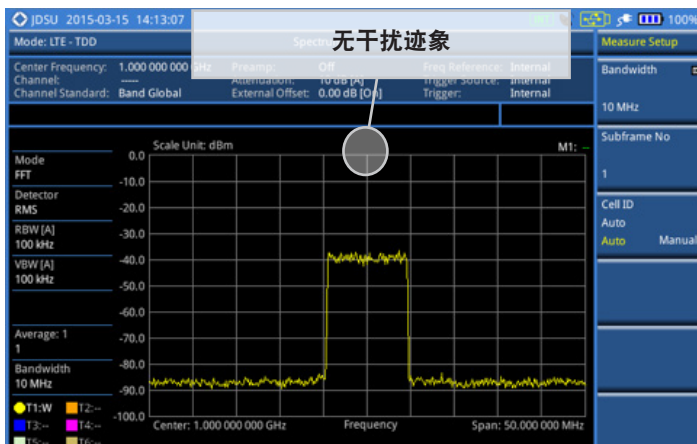 JDSU 2015-03-15 14:13:07
100%
无干扰迹象
Mode: LTE - TDD
Measure Setup
Center Frequency: 1.000 000 000 GHz Preamp: Off Freq Reference: Internal
Channel: ----- Attenuation: 10 dB [A] Trigger Source: Internal
Channel Standard: Band Global External Offset: 0.00 dB [On] Trigger: Internal
Bandwidth
10 MHz
Subframe No
1
Cell ID
Auto
Auto Manual
Scale Unit: dBm M1: --
Mode
FFT
Detector
RMS
RBW [A]
100 kHz
VBW [A]
100 kHz
Average: 1
1
Bandwidth
10 MHz
T1:W T2:--
T3:-- T4:--
T5:-- T6:--
0.0
-10.0
-20.0
-30.0
-40.0
-50.0
-60.0
-70.0
-80.0
-90.0
-100.0
Center: 1.000 000 000 GHz Frequency Span: 50.000 000 MHz